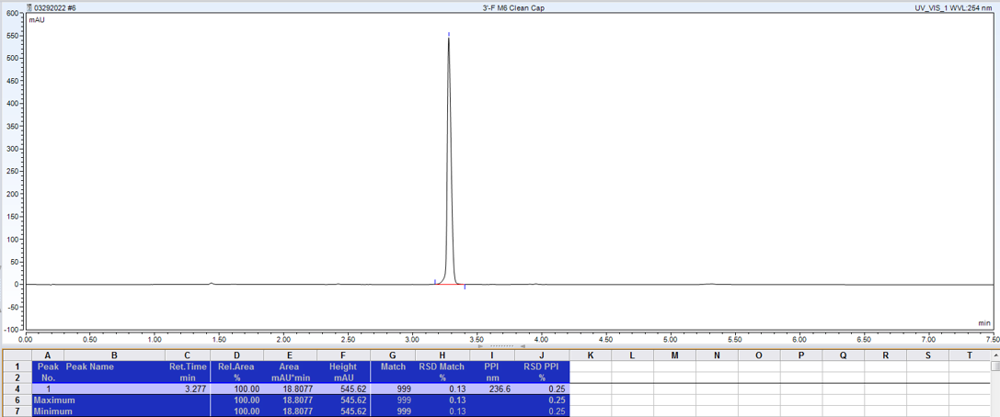 03292022 #6 3'-F M6 Clean Cap UV_VIS_1 WVL:254 nm
mAU
600
550
500
450
400
350
300
250
200
150
100
50
0
-50
-100
min
0.00 0.50 1.00 1.50 2.00 2.50 3.00 3.50 4.00 4.50 5.00 5.50 6.00 6.50 7.00 7.50
A B C D E F G H I J K L M N O P Q R S T
1 Peak Peak Name Ret.Time Rel.Area Area Height Match RSD Match PPI RSD PPI
2 No. min % mAU*min mAU % nm %
4 1 3.277 100.00 18.8077 545.62 999 0.13 236.6 0.25
6 Maximum 100.00 18.8077 545.62 999 0.13 0.25
7 Minimum 100.00 18.8077 545.62 999 0.13 0.25